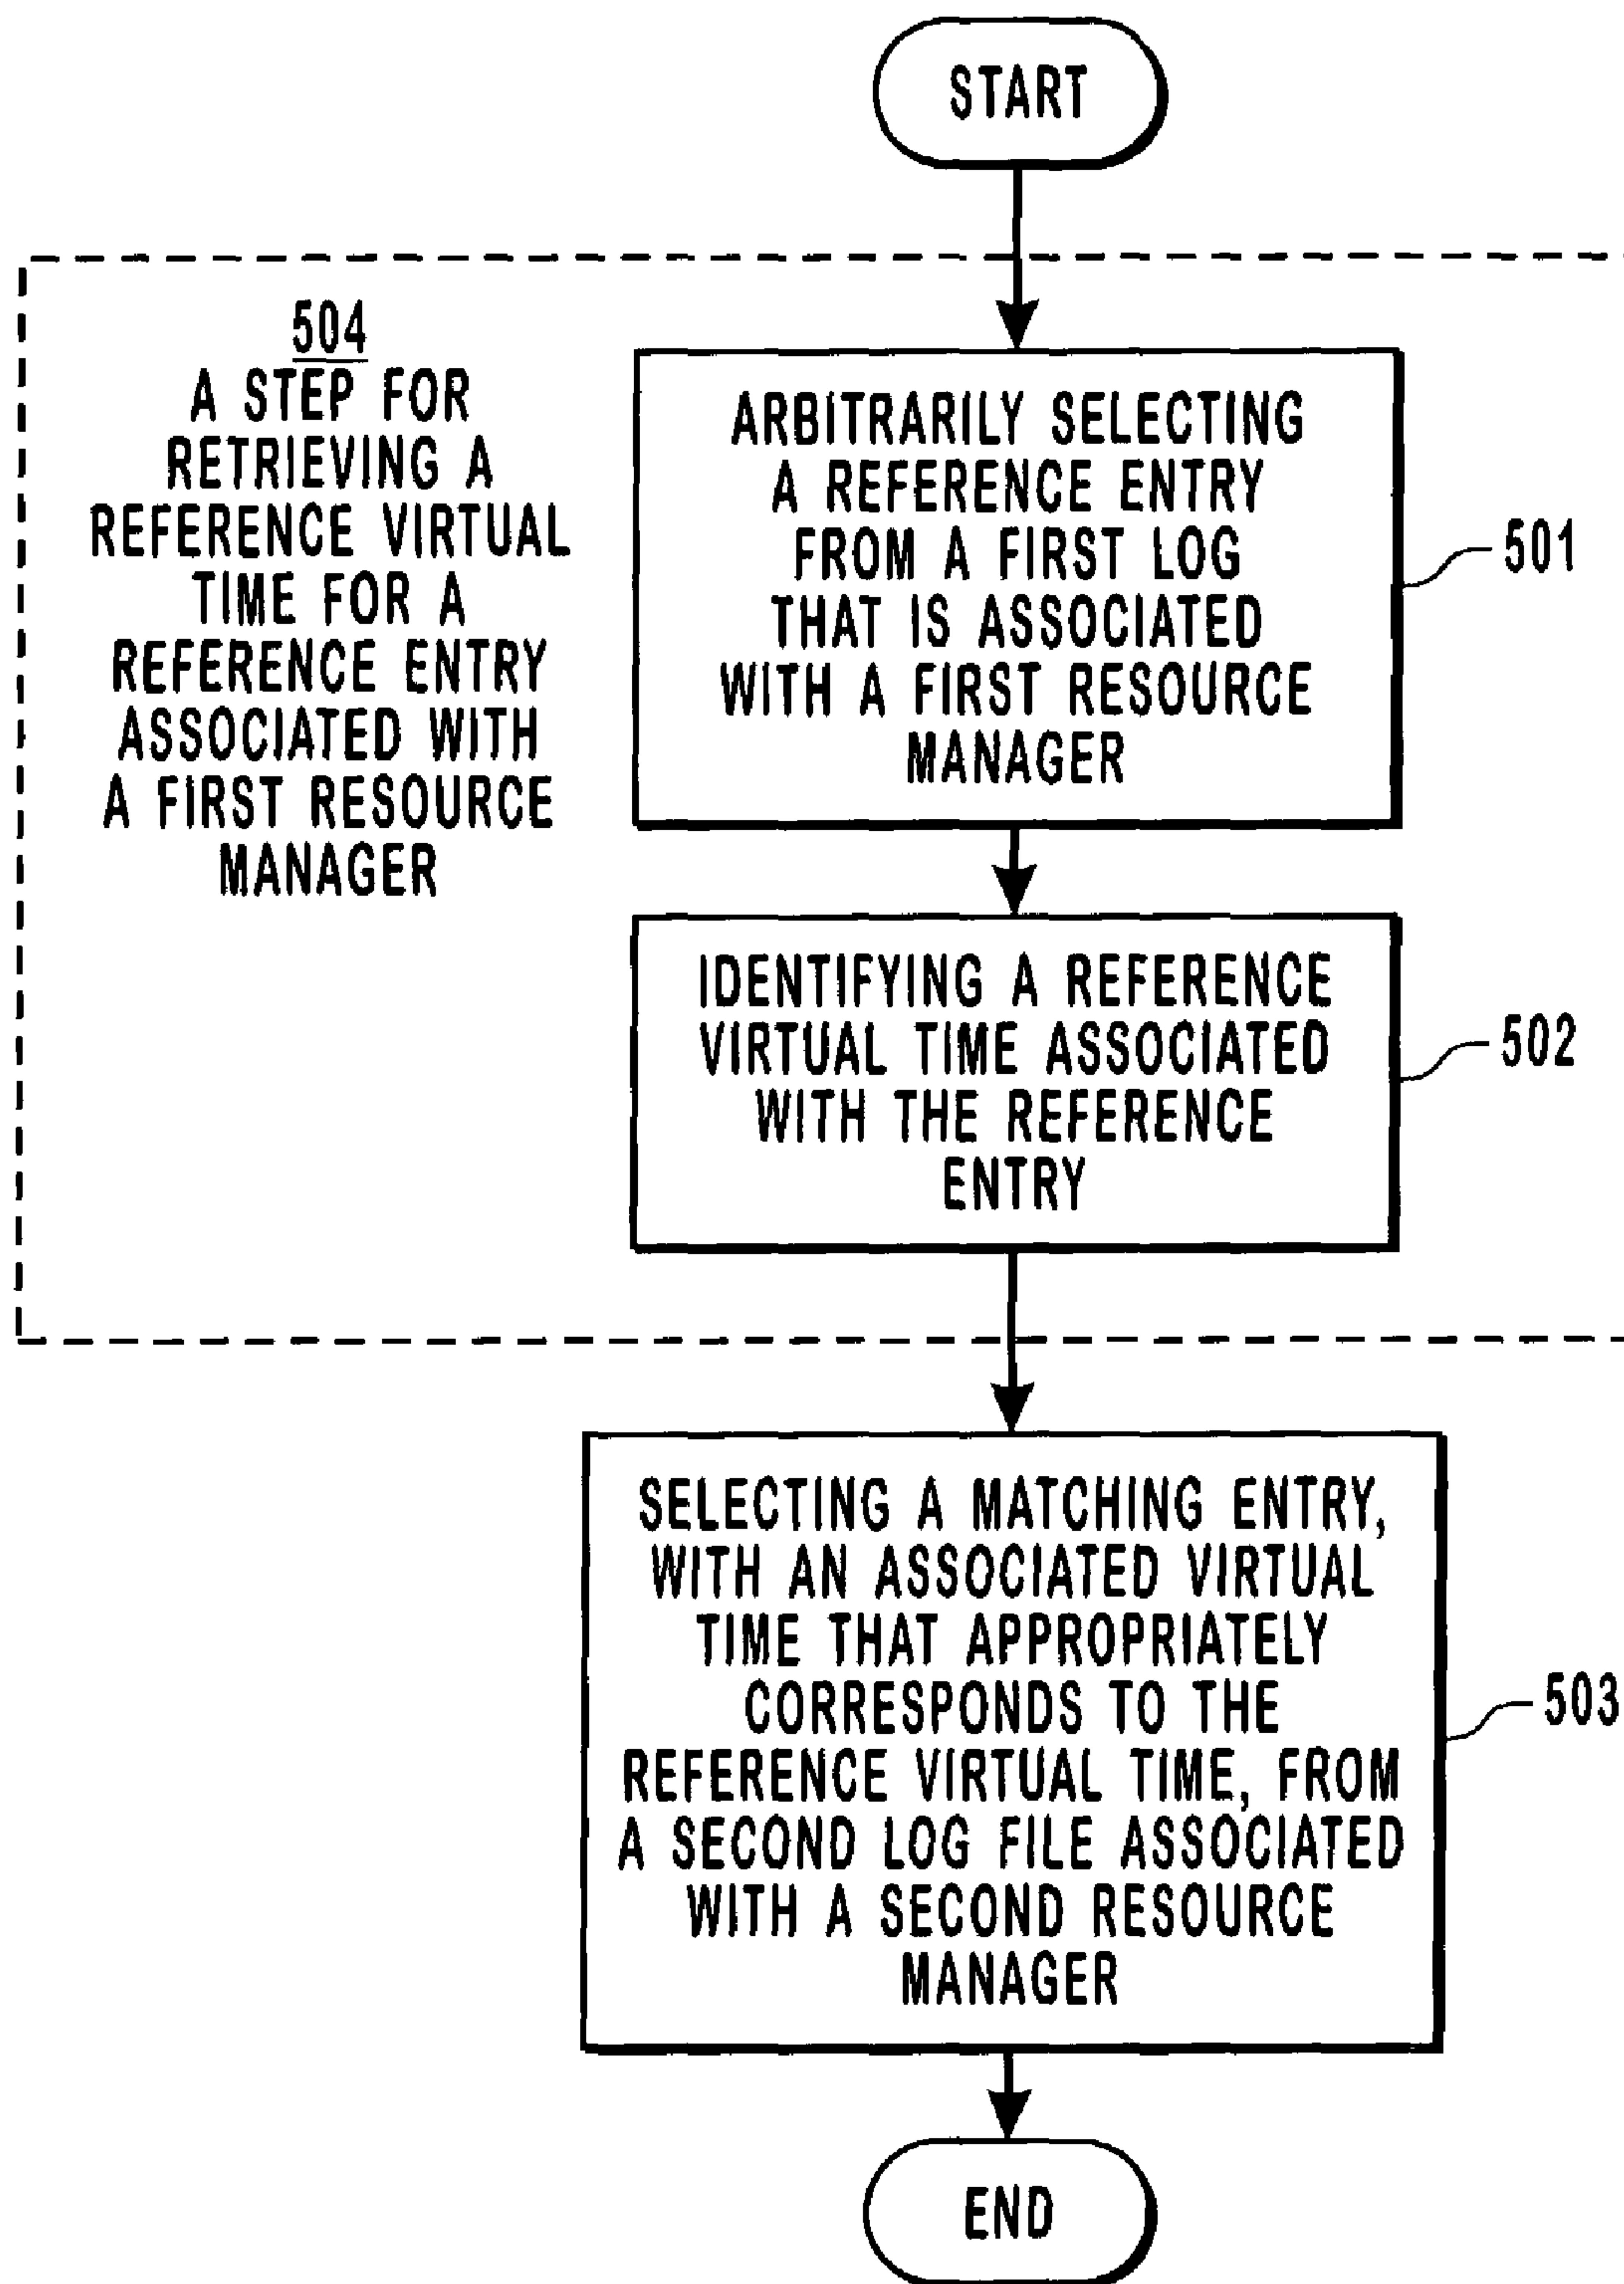 START
504
A STEP FOR
RETRIEVING A
REFERENCE VIRTUAL
TIME FOR A
REFERENCE ENTRY
ASSOCIATED WITH
A FIRST RESOURCE
MANAGER
ARBITRARILY SELECTING
A REFERENCE ENTRY
FROM A FIRST LOG
THAT IS ASSOCIATED
WITH A FIRST RESOURCE
MANAGER
501
IDENTIFYING A REFERENCE
VIRTUAL TIME ASSOCIATED
WITH THE REFERENCE
ENTRY
502
SELECTING A MATCHING ENTRY,
WITH AN ASSOCIATED VIRTUAL
TIME THAT APPROPRIATELY
CORRESPONDS TO THE
REFERENCE VIRTUAL TIME, FROM
A SECOND LOG FILE ASSOCIATED
WITH A SECOND RESOURCE
MANAGER
503
END